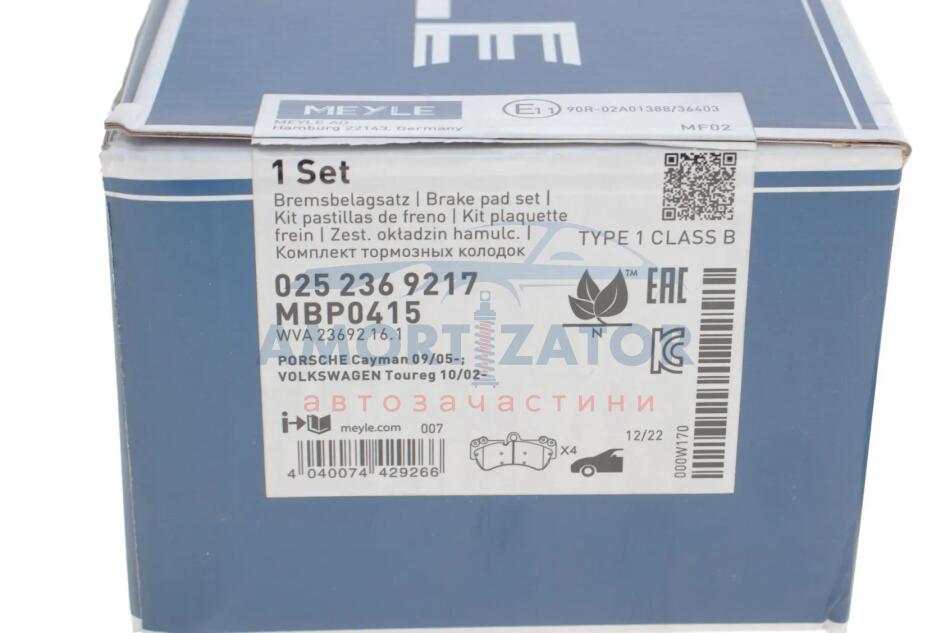 LE
MEYLE
E11 90R-02A01388/36403
MEYLE AG
Hamburg 22143, Germany
MF02
1 Set
Bremsbelagsatz | Brake pad set |
Kit pastillas de freno | Kit plaquette
frein | Zest. okładzin hamulc. |
Комплект тормозных колодок
TYPE 1 CLASS B
025 236 9217
MBP0415
WVA 23692 16.1
TM
N
EAC
PORSCHE Cayman 09/05-;
VOLKSWAGEN Toureg 10/02-
AMORTIZATOR
автозачастини
i meyle.com 007
X4
12/22
4 040074 429266
000W170